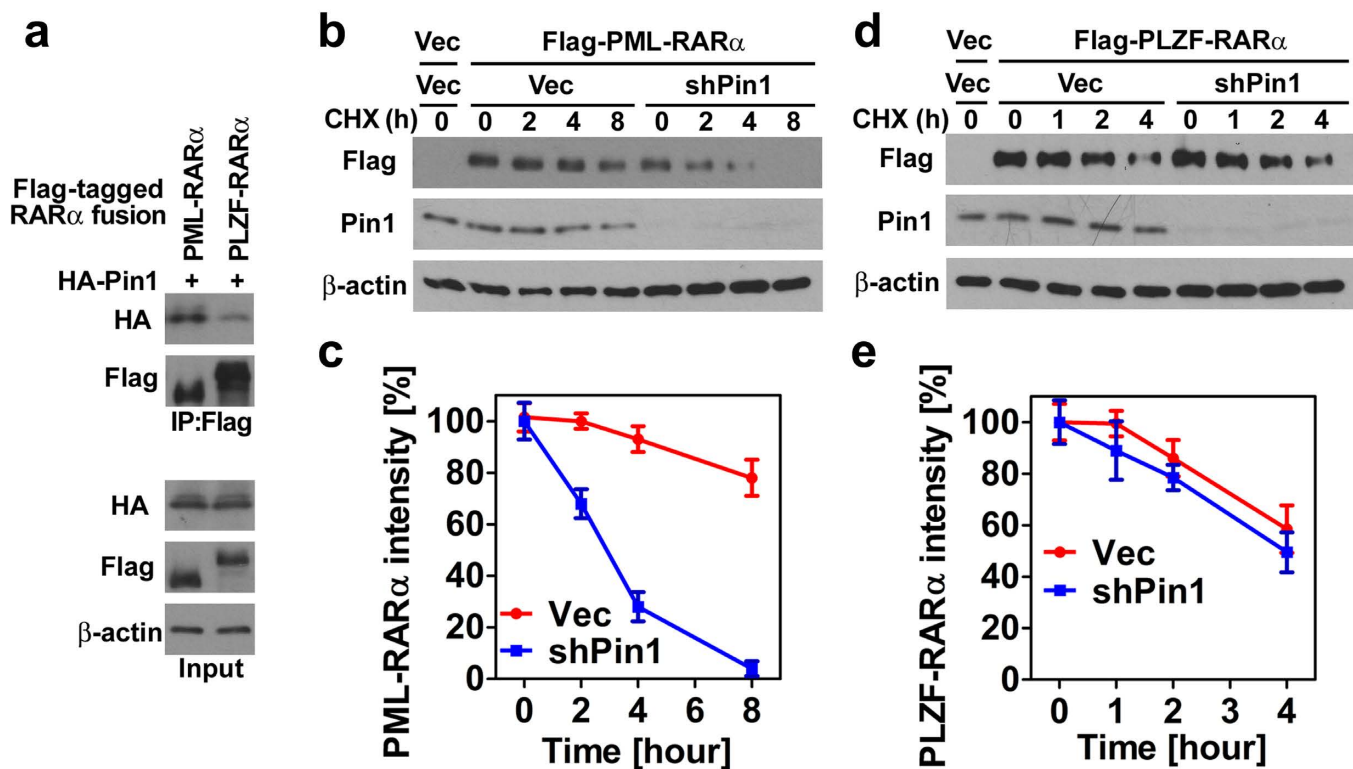 a
Flag-tagged
RARα fusion
PML-RARα
PLZF-RARα
HA-Pin1 + +
HA
Flag
IP:Flag
HA
Flag
β-actin
Input
b
Vec Flag-PML-RARα
Vec Vec shPin1
CHX (h) 0 0 2 4 8 0 2 4 8
Flag
Pin1
β-actin
c
PML-RARα intensity [%]
100
80
60
40
20
0
Vec
shPin1
0 2 4 6 8
Time [hour]
d
Vec Flag-PLZF-RARα
Vec Vec shPin1
CHX (h) 0 0 1 2 4 0 1 2 4
Flag
Pin1
β-actin
e
PLZF-RARα intensity [%]
100
80
60
40
20
0
Vec
shPin1
0 1 2 3 4
Time [hour]